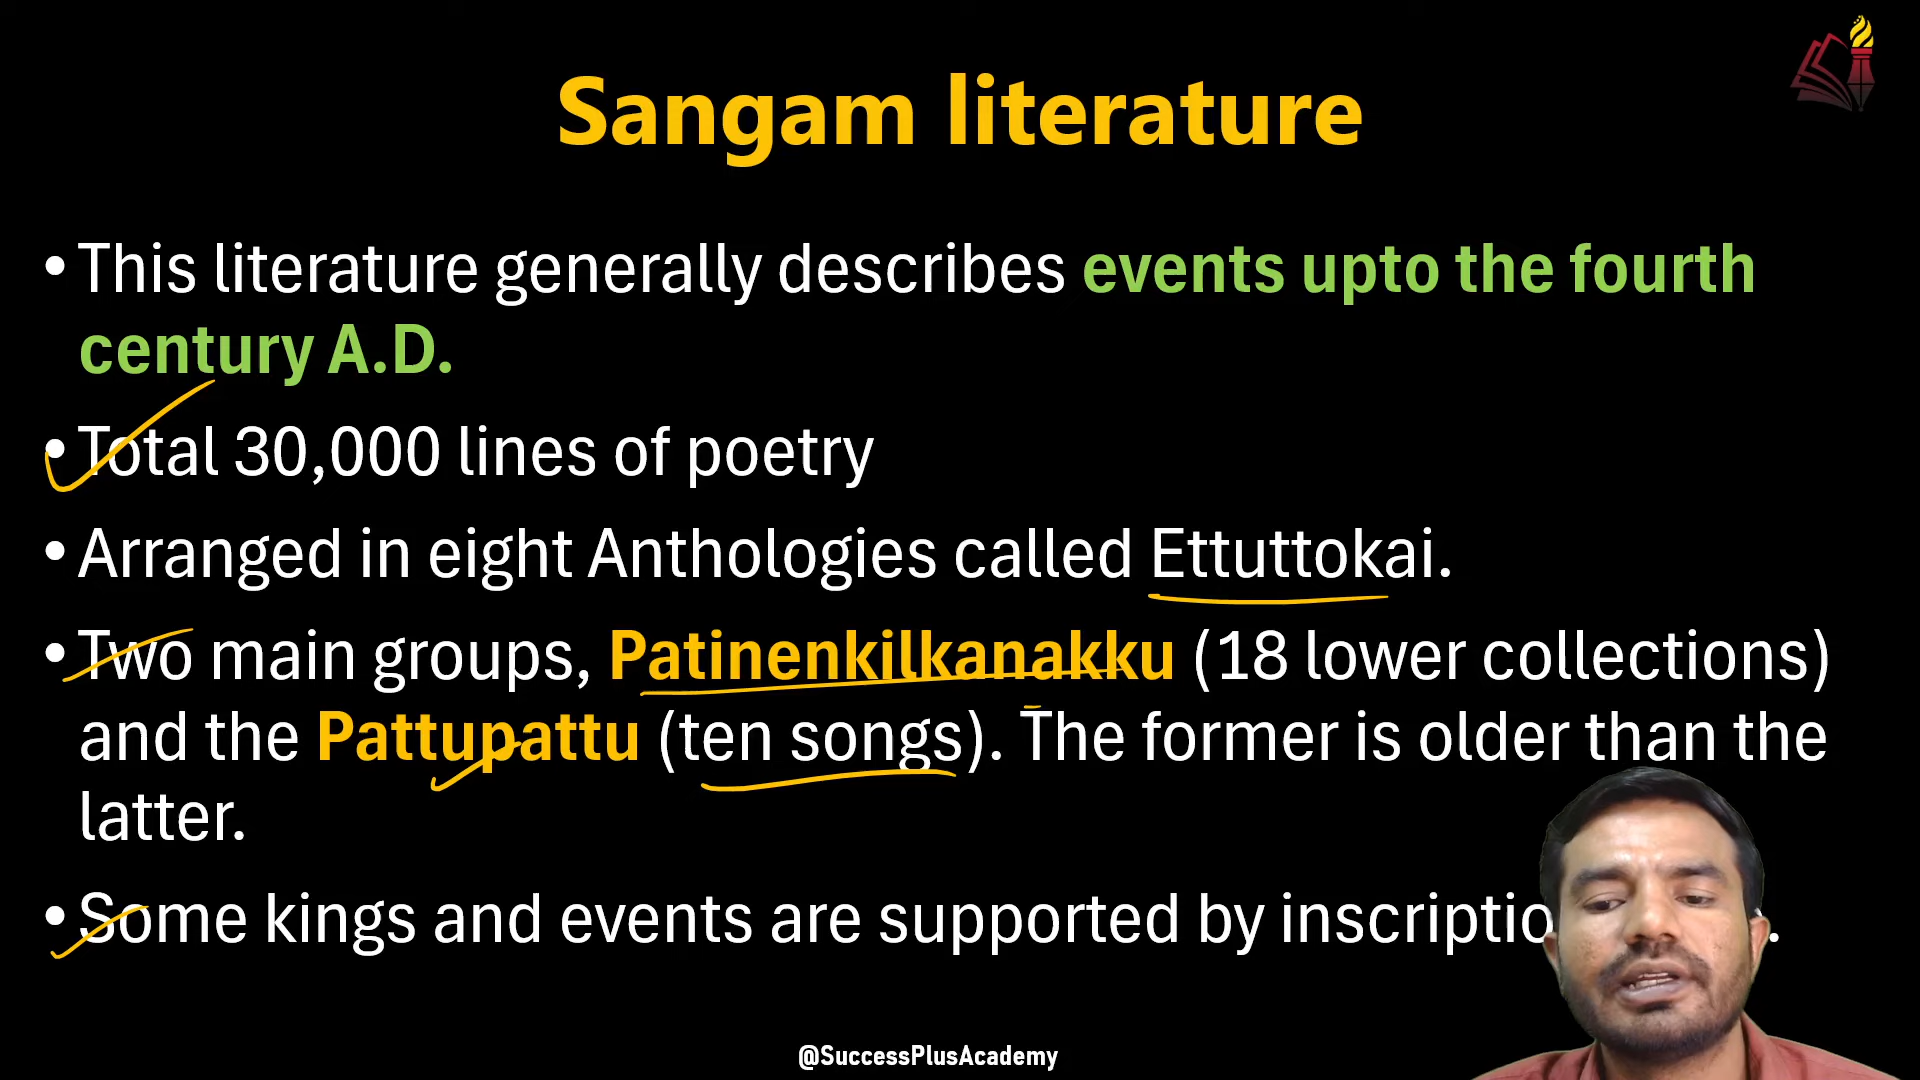 Sangam literature
• This literature generally describes events upto the fourth
century A.D.
• Total 30,000 lines of poetry
• Arranged in eight Anthologies called Ettuttokai.
• Two main groups, Patinenkilkanakku (18 lower collections)
and the Pattupattu (ten songs). The former is older than the
latter.
• Some kings and events are supported by
@SuccessPlusAcademy